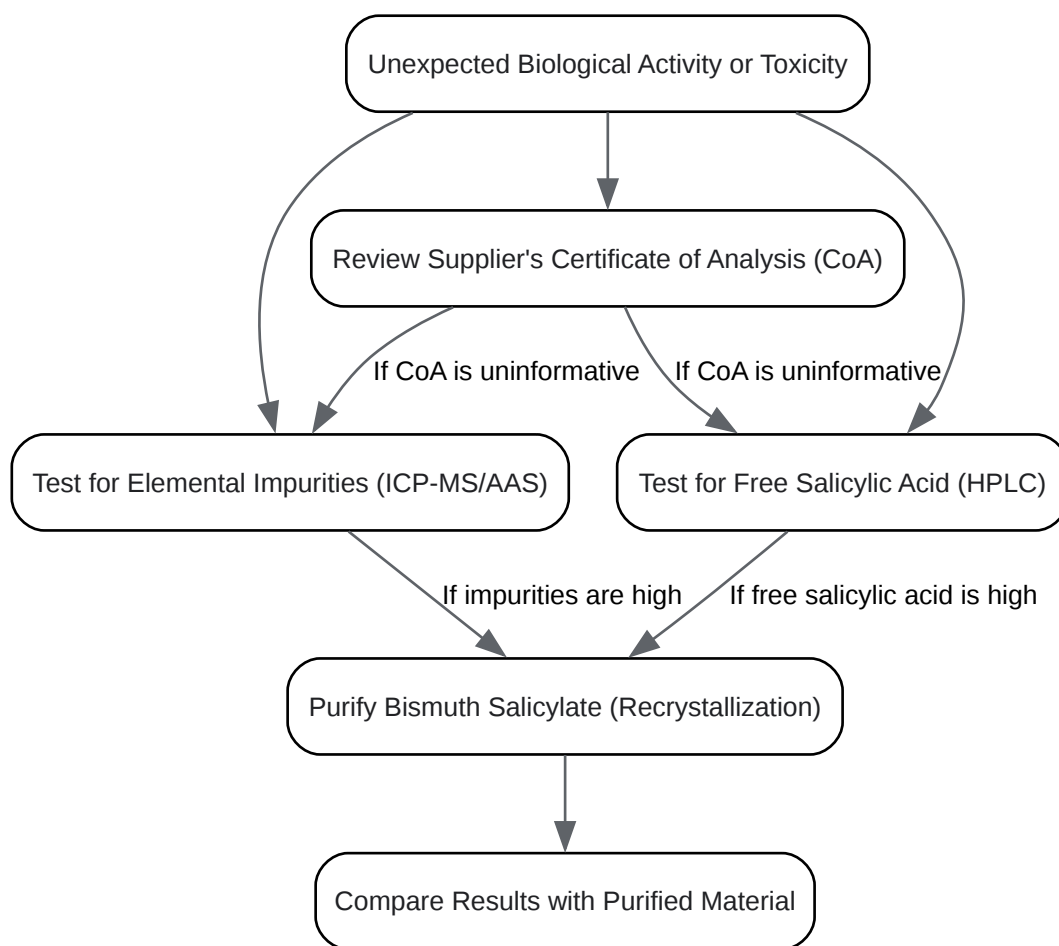 Unexpected Biological Activity or Toxicity
Review Supplier's Certificate of Analysis (CoA)
If CoA is uninformative
If CoA is uninformative
Test for Elemental Impurities (ICP-MS/AAS)
Test for Free Salicylic Acid (HPLC)
If impurities are high
If free salicylic acid is high
Purify Bismuth Salicylate (Recrystallization)
Compare Results with Purified Material